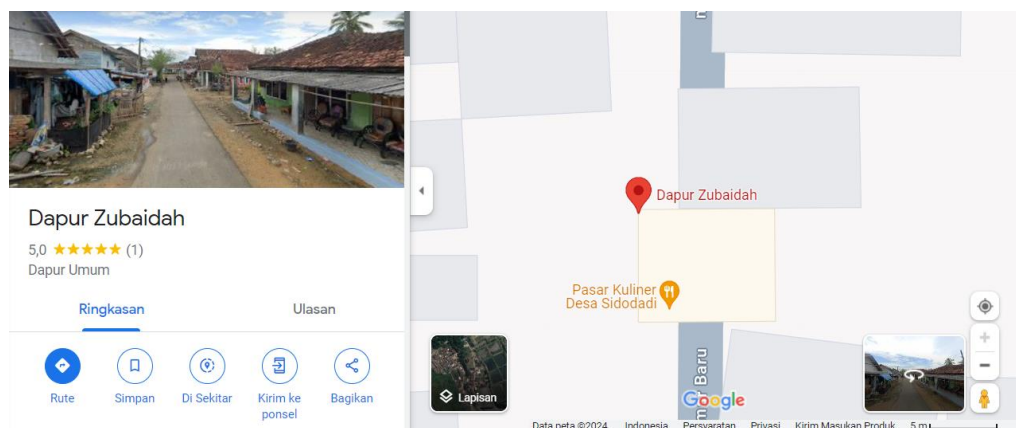 Dapur Zubaidah
5,0 ★★★★★ (1)
Dapur Umum
Ringkasan
Ulasan
Rute
Simpan
Di Sekitar
Kirim ke
ponsel
Bagikan
Dapur Zubaidah
Pasar Kuliner
Desa Sidodadi
Baru
Lapisan
Google
Data peta ©2024 Indonesia Persyaratan Privasi Kirim Masukan Produk 5 m